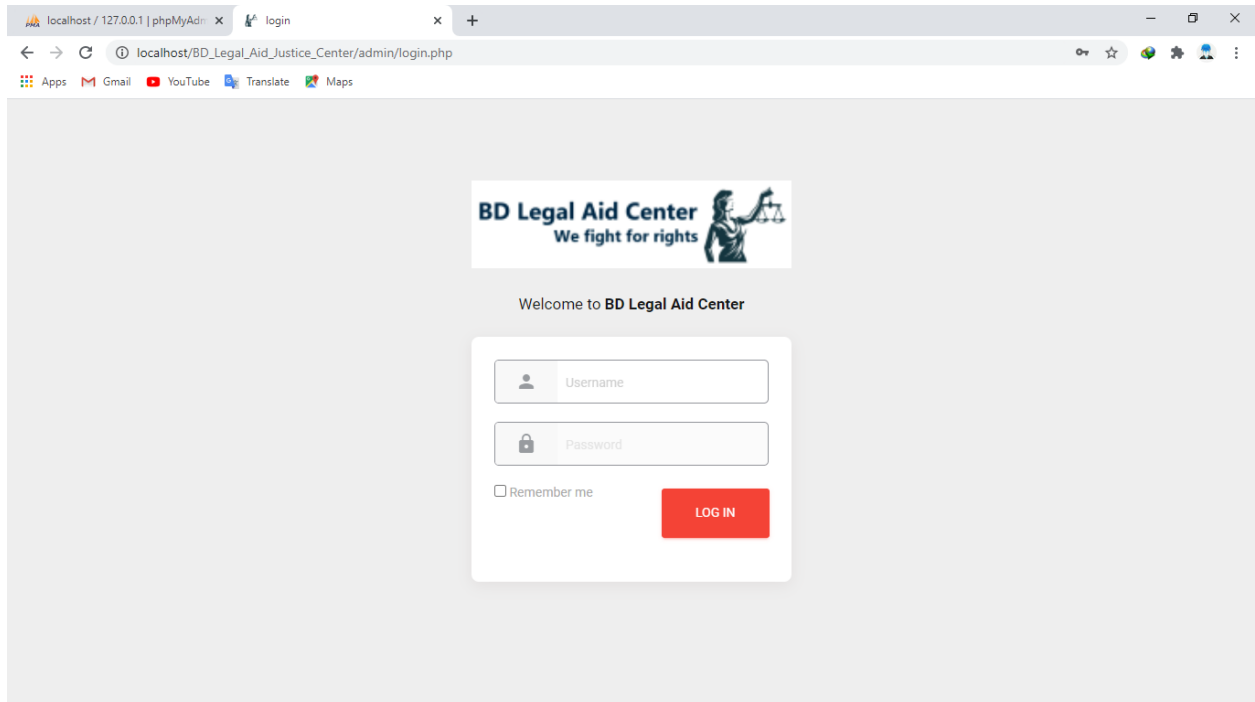 localhost / 127.0.0.1 | phpMyAdm
login
localhost/BD_Legal_Aid_Justice_Center/admin/login.php
Apps Gmail YouTube Translate Maps
BD Legal Aid Center
We fight for rights
Welcome to BD Legal Aid Center
Username
Password
Remember me
LOG IN